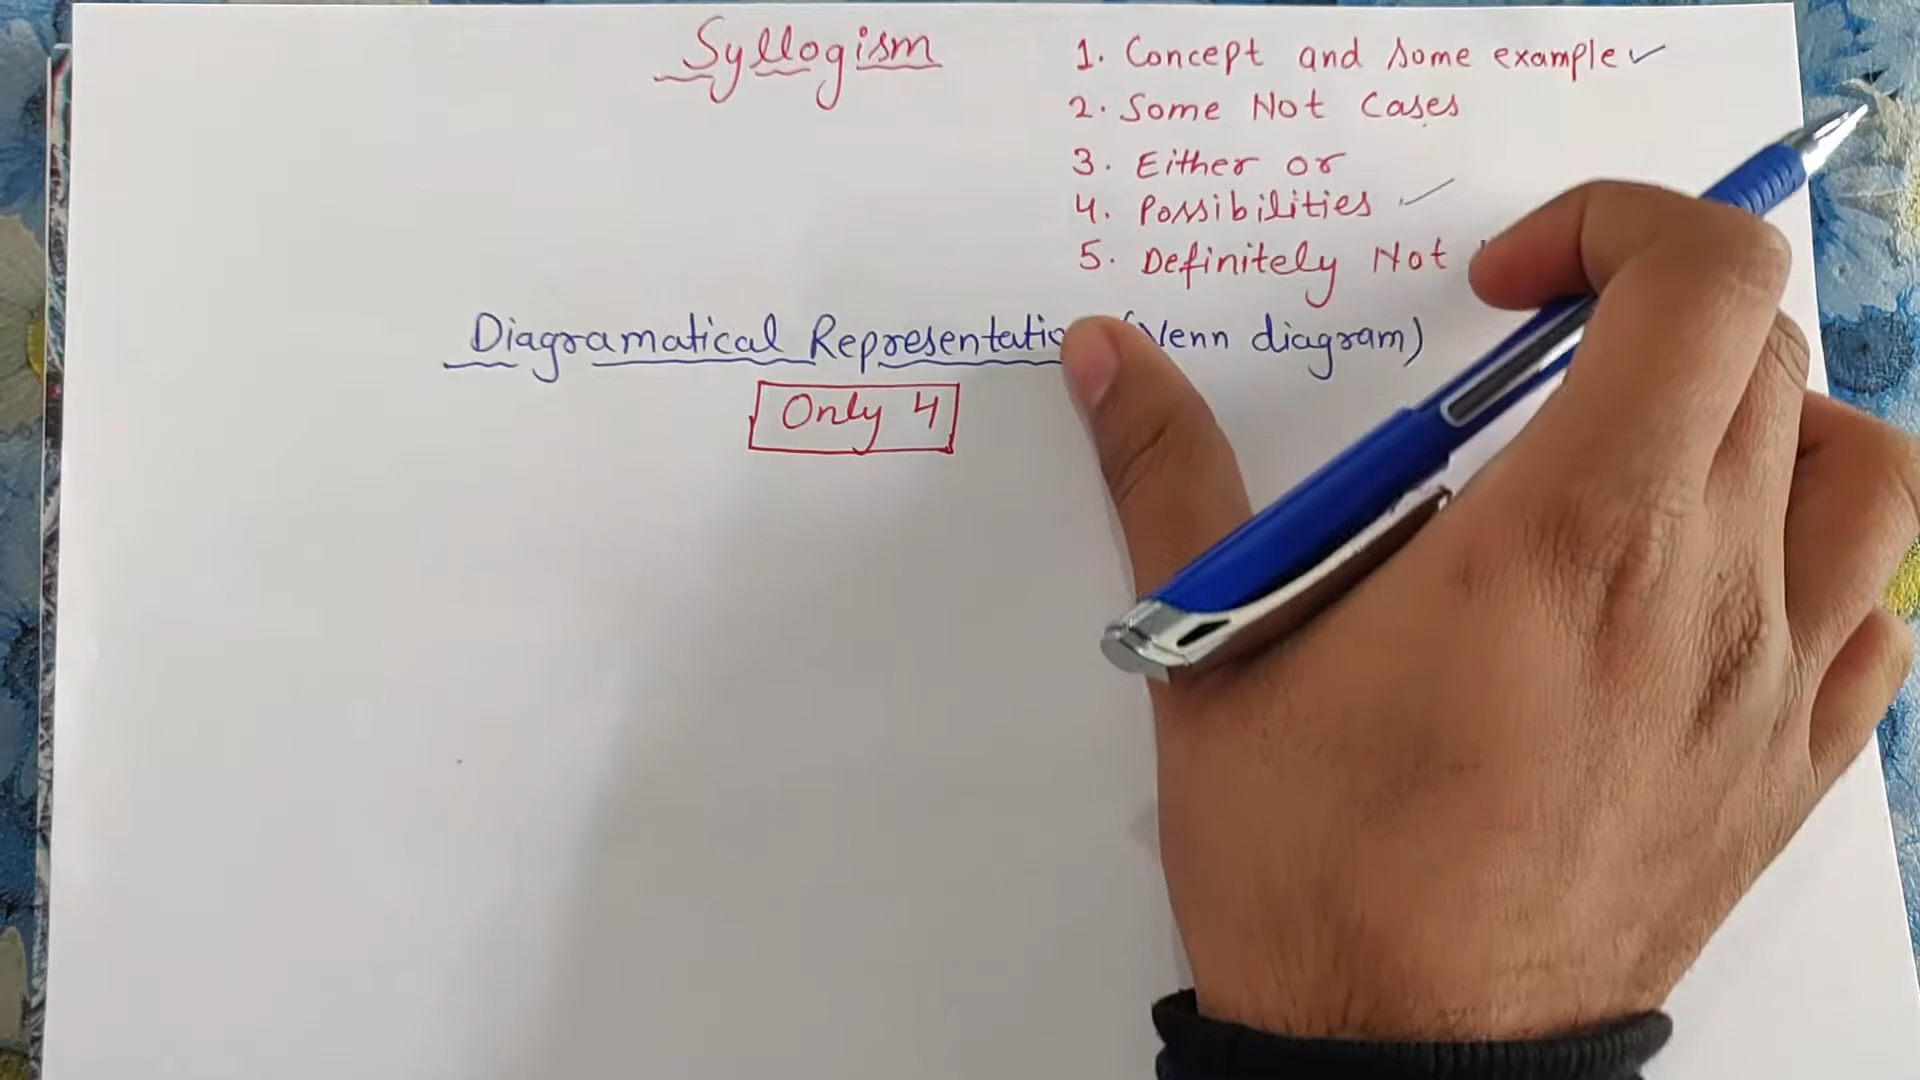 Syllogism
1. Concept and some example
2. Some Not Cases
3. Either or
4. Possibilities
5. Definitely Not
Diagramatical (Venn diagram)
Only 4